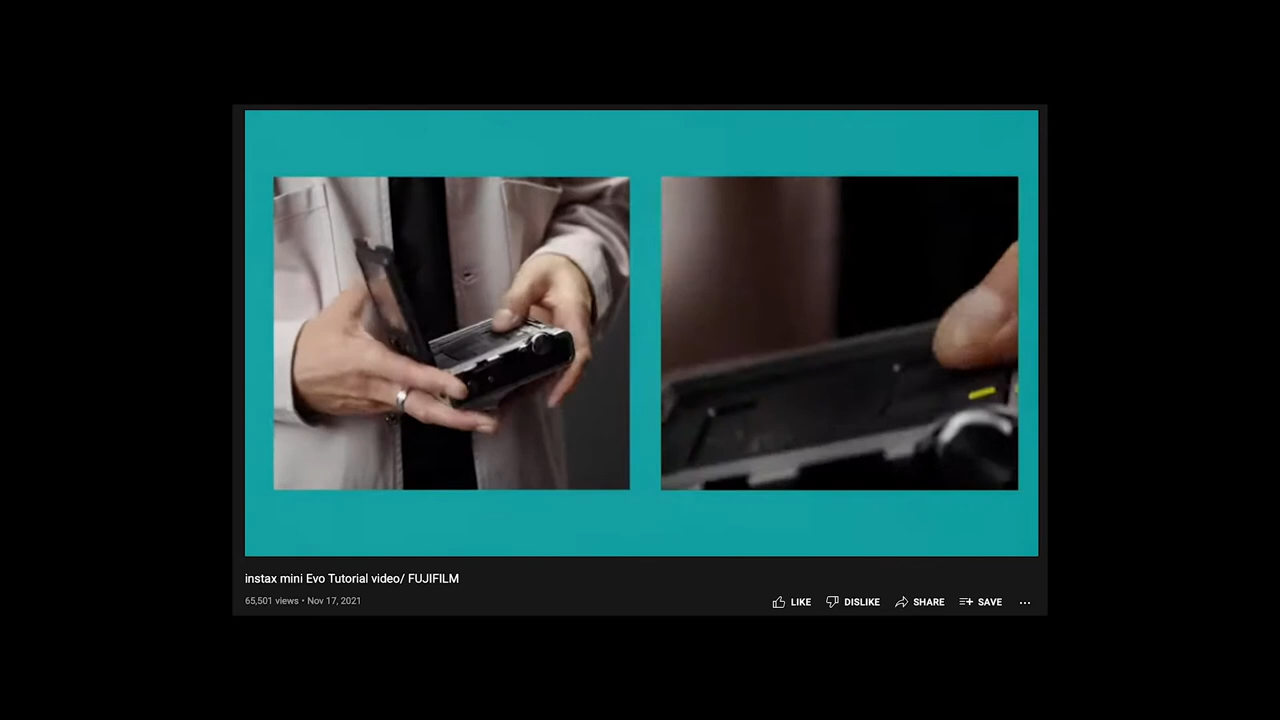 instax mini Evo Tutorial video/ FUJIFILM
65,501 views • Nov 17, 2021
LIKE DISLIKE SHARE SAVE ...